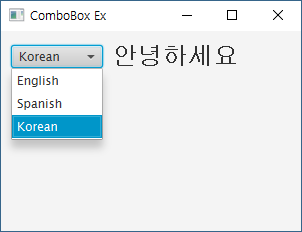 ComboBox Ex
Korean 안녕하세요
English
Spanish
Korean